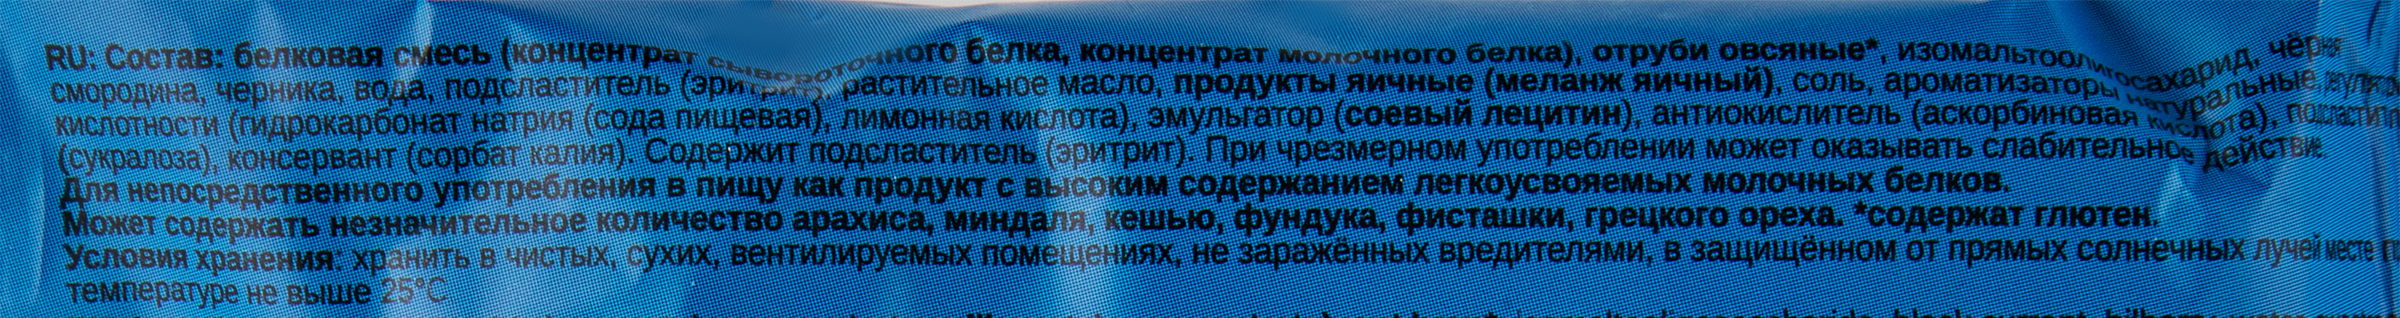 RU: Состав: белковая смесь (концентрат сывороточного белка, концентрат молочного белка), отруби овсяные*, изомальтоолигосахарид, чёрная
смородина, черника, вода, подсластитель (эритрит), растительное масло, продукты яичные (меланж яичный), соль, ароматизаторы натуральные, регулятор
кислотности (гидрокарбонат натрия (сода пищевая), лимонная кислота), эмульгатор (соевый лецитин), антиокислитель (аскорбиновая кислота),
(сукралоза), консервант (сорбат калия). Содержит подсластитель (эритрит). При чрезмерном употреблении может оказывать слабительное действие.
Для непосредственного употребления в пищу как продукт с высоким содержанием легкоусвояемых молочных белков.
Может содержать незначительное количество арахиса, миндаля, кешью, фундука, фисташки, грецкого ореха. *содержат глютен.
Условия хранения: хранить в чистых, сухих, вентилируемых помещениях, не заражённых вредителями, в защищённом от прямых солнечных лучей месте
температуре не выше 25°C